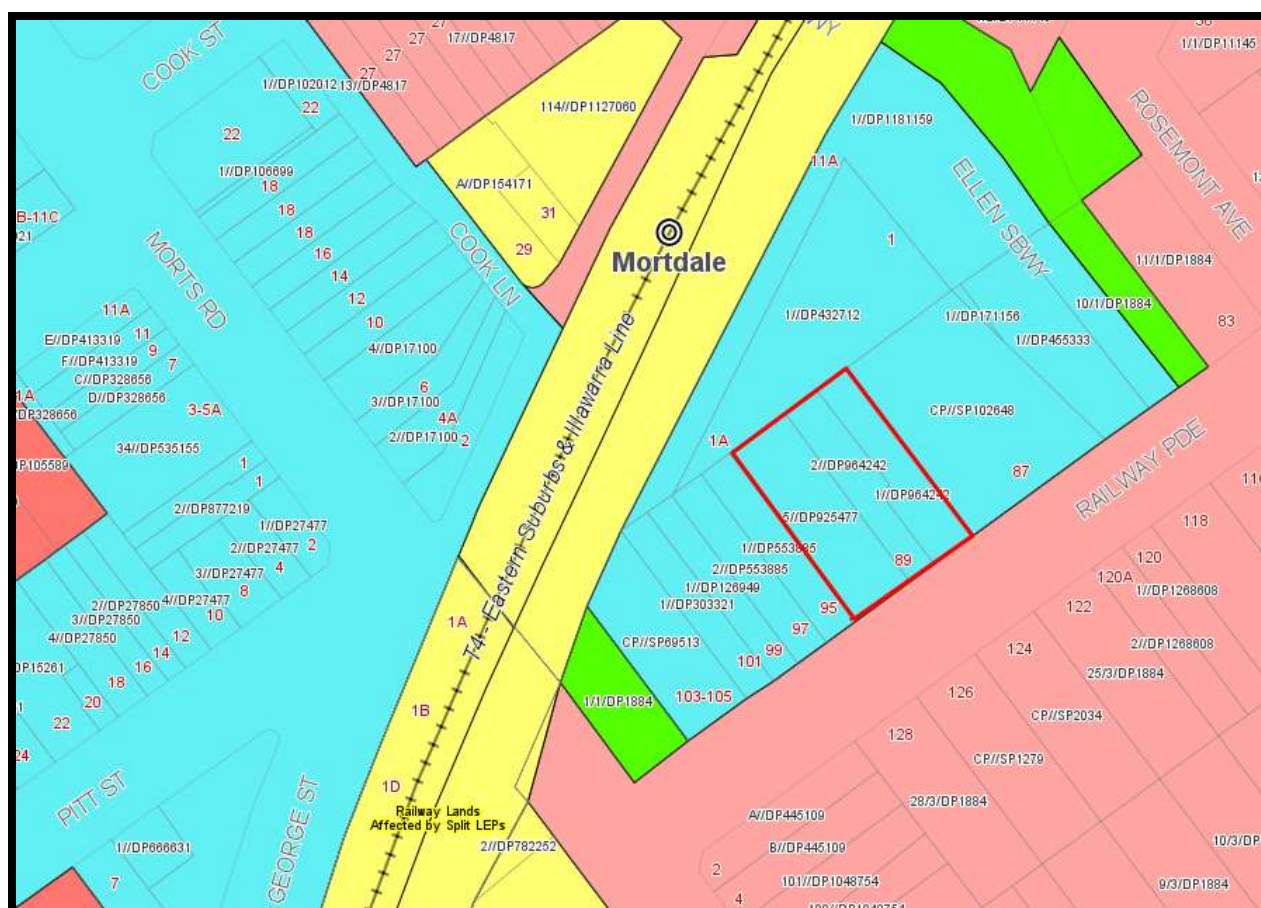 COOK ST
27
27
27
27
17//DP4817
1//DP102012
13//DP4817
22
22
1//DP106699
18
18
18
16
14
12
10
4//DP17100
6
3//DP17100
4A
2//DP17100
2
COOK LN
MORTS RD
114//DP1127060
A//DP154171
31
29
WY
Mortdale
T4 - Eastern Suburbs & Illawarra Line
1//DP1181159
11A
1
ELLEN SBWY
ROSEMONT AVE
1/1/DP11145
11/1/DP1884
10/1/DP1884
83
1//DP432712
1//DP171156
1//DP455333
CP//SP102648
1A
2//DP964242
1//DP964242
5//DP925477
89
87
RAILWAY PDE
1//DP553885
2//DP553885
1//DP126949
1//DP303321
CP//SP69513
95
97
99
101
103-105
1/1/DP1884
B-11C
11A
E//DP413319
11
F//DP413319
9
C//DP328656
7
D//DP328656
1A
DP328656
3-5A
34//DP535155
P105589
1
1
2//DP877219
1//DP27477
2//DP27477
2
3//DP27477
4
4//DP27477
8
2//DP27850
3//DP27850
10
4//DP27850
12
14
DP15261
16
18
20
22
24
PITT ST
GEORGE ST
1//DP666631
7
1A
1B
1D
Railway Lands
Affected by Split LEPs
2//DP782252
118
120
120A
1//DP1268608
122
2//DP1268608
124
25/3/DP1884
126
CP//SP2034
128
CP//SP1279
28/3/DP1884
A//DP445109
B//DP445109
2
101//DP1048754
4
10/3/DP
9/3/DP1884